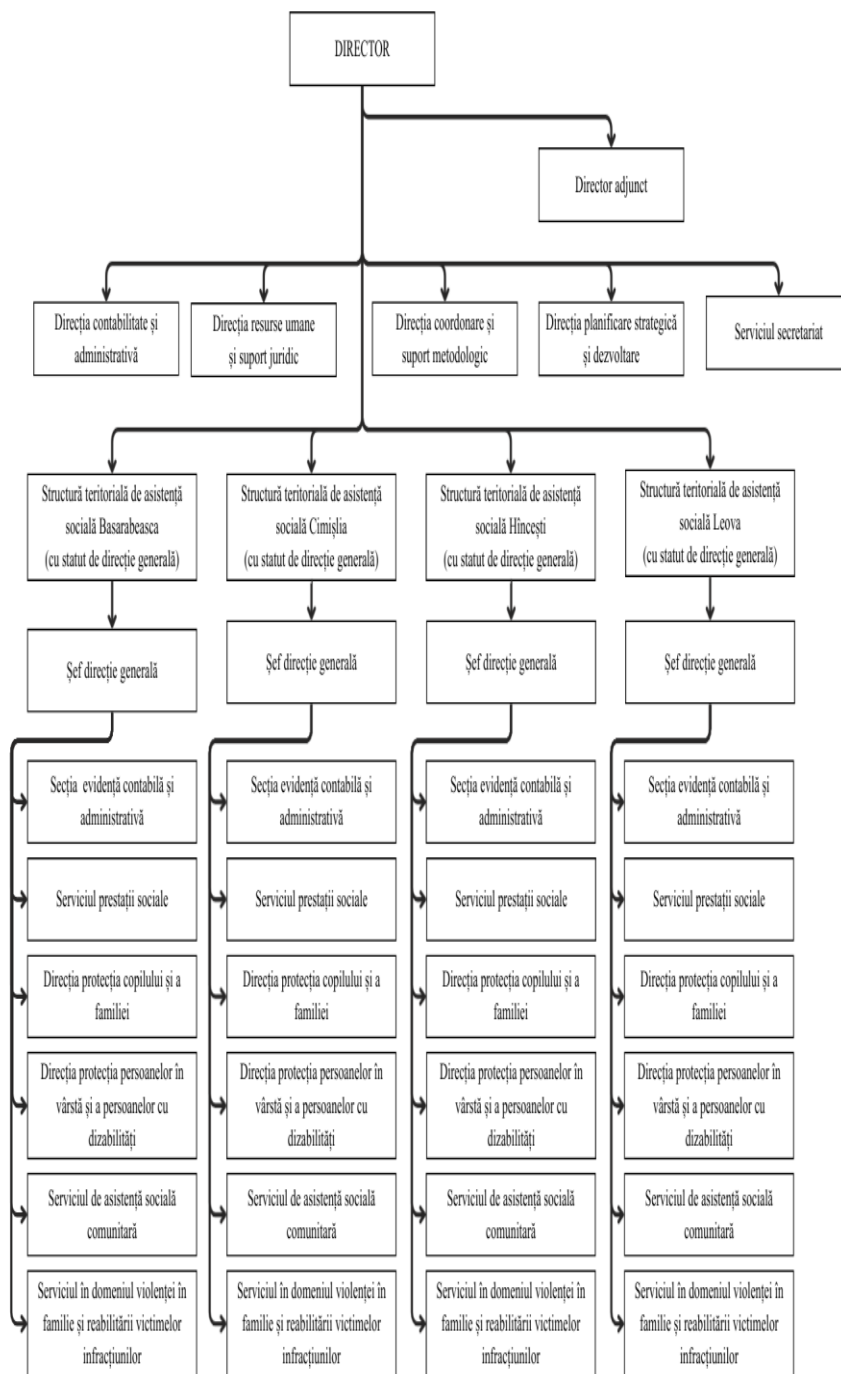 DIRECTOR
Director adjunct
Direcția contabilitate și
administrativă
Direcția resurse umane
și suport juridic
Direcția coordonare și
suport metodologic
Direcția planificare strategică
și dezvoltare
Serviciul secretariat
Structură teritorială de asistență
socială Basarabeasca
(cu statut de direcție generală)
Structură teritorială de asistență
socială Cimișlia
(cu statut de direcție generală)
Structură teritorială de asistență
socială Hîncești
(cu statut de direcție generală)
Structură teritorială de asistență
socială Leova
(cu statut de direcție generală)
Șef direcție generală
Șef direcție generală
Șef direcție generală
Șef direcție generală
Secția evidență contabilă și
administrativă
Secția evidență contabilă și
administrativă
Secția evidență contabilă și
administrativă
Secția evidență contabilă și
administrativă
Serviciul prestații sociale
Serviciul prestații sociale
Serviciul prestații sociale
Serviciul prestații sociale
Direcția protecția copilului și a
familiei
Direcția protecția copilului și a
familiei
Direcția protecția copilului și a
familiei
Direcția protecția copilului și a
familiei
Direcția protecția persoanelor în
vârstă și a persoanelor cu
dizabilități
Direcția protecția persoanelor în
vârstă și a persoanelor cu
dizabilități
Direcția protecția persoanelor în
vârstă și a persoanelor cu
dizabilități
Direcția protecția persoanelor în
vârstă și a persoanelor cu
dizabilități
Serviciul de asistență socială
comunitară
Serviciul de asistență socială
comunitară
Serviciul de asistență socială
comunitară
Serviciul de asistență socială
comunitară
Serviciul în domeniul violenței în
familie și reabilitării victimelor
infracțiunilor
Serviciul în domeniul violenței în
familie și reabilitării victimelor
infracțiunilor
Serviciul în domeniul violenței în
familie și reabilitării victimelor
infracțiunilor
Serviciul în domeniul violenței în
familie și reabilitării victimelor
infracțiunilor